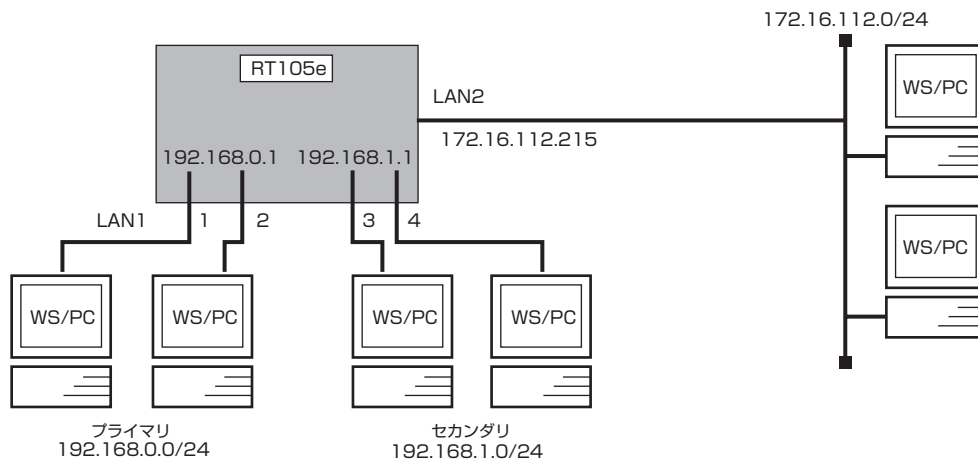 172.16.112.0/24
RT105e
WS/PC
LAN2
172.16.112.215
192.168.0.1 192.168.1.1
LAN1 1 2 3 4
WS/PC
WS/PC WS/PC WS/PC WS/PC
プライマリ
192.168.0.0/24
セカンダリ
192.168.1.0/24